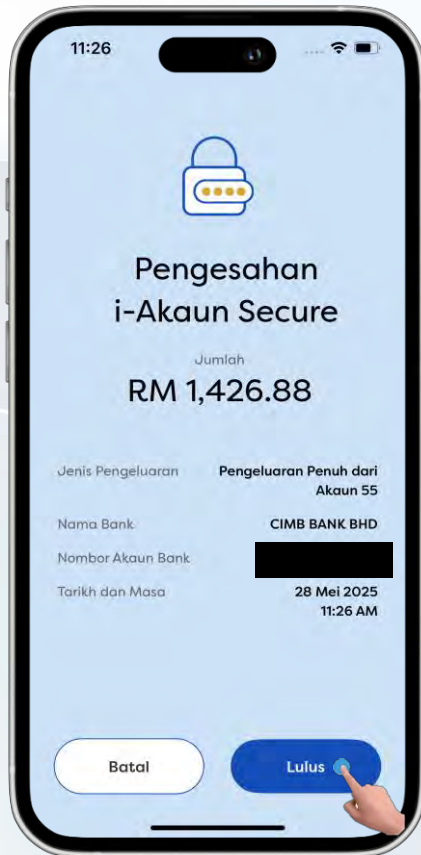 11:26
Pengesahan
i-Akaun Secure
Jumlah
RM 1,426.88
Jenis Pengeluaran Pengeluaran Penuh dari
Akaun 55
Nama Bank CIMB BANK BHD
Nombor Akaun Bank
Tarikh dan Masa 28 Mei 2025
11:26 AM
Batal Lulus